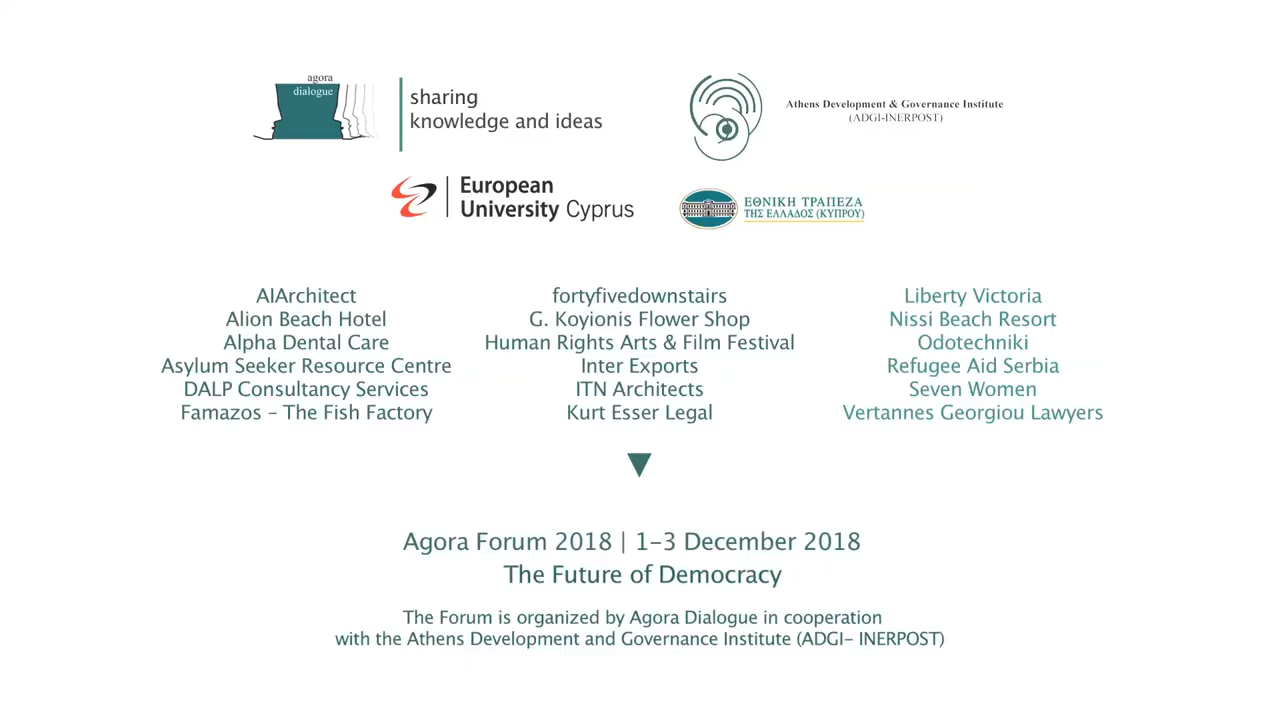 agora
dialogue
sharing
knowledge and ideas
Athens Development & Governance Institute
(ADGI-INERPOST)
European
University Cyprus
ΕΘΝΙΚΗ ΤΡΑΠΕΖΑ
ΤΗΣ ΕΛΛΑΔΟΣ (ΚΥΠΡΟΥ)
AIArchitect
Alion Beach Hotel
Alpha Dental Care
Asylum Seeker Resource Centre
DALP Consultancy Services
Famazos – The Fish Factory
fortyfivedownstairs
G. Koyionis Flower Shop
Human Rights Arts & Film Festival
Inter Exports
ITN Architects
Kurt Esser Legal
Liberty Victoria
Nissi Beach Resort
Odotechniki
Refugee Aid Serbia
Seven Women
Vertannes Georgiou Lawyers
Agora Forum 2018 | 1–3 December 2018
The Future of Democracy
The Forum is organized by Agora Dialogue in cooperation
with the Athens Development and Governance Institute (ADGI– INERPOST)